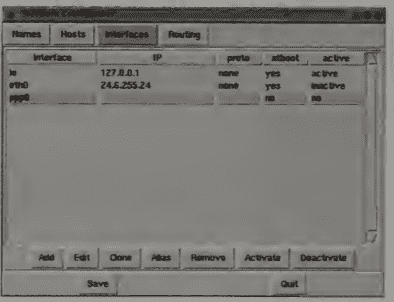 Names Hosts Interfaces Routing
Interface IP proto atboot active
lo 127.0.0.1 none yes active
eth0 24.6.255.24 none yes inactive
ppp0 no no
Add Edit Clone Alias Remove Activate Deactivate
Save Quit